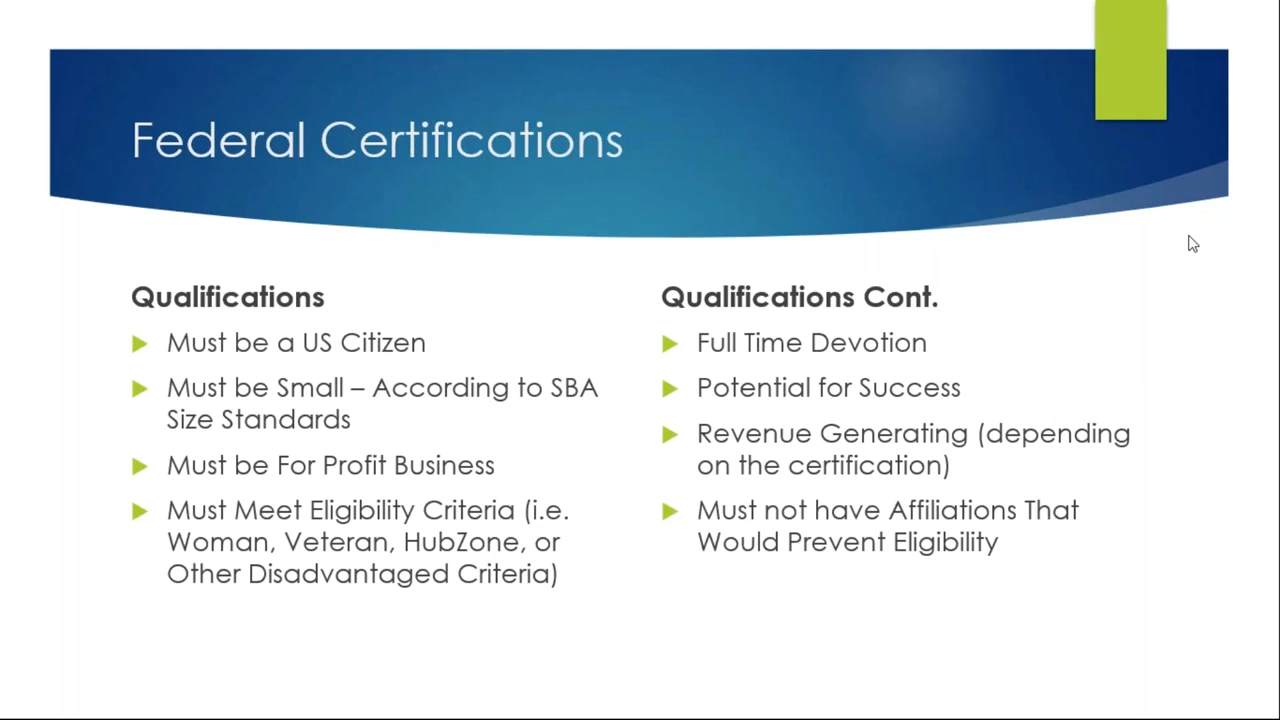 Federal Certifications
Qualifications
Must be a US Citizen
Must be Small – According to SBA
Size Standards
Must be For Profit Business
Must Meet Eligibility Criteria (i.e.
Woman, Veteran, HubZone, or
Other Disadvantaged Criteria)
Qualifications Cont.
Full Time Devotion
Potential for Success
Revenue Generating (depending
on the certification)
Must not have Affiliations That
Would Prevent Eligibility